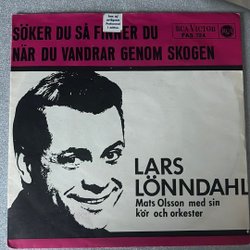 SÖKER DU SÅ FINNER DU
NÄR DU VANDRAR GENOM SKOGEN
RCA VICTOR
LARS
LÖNNDAHL
Mats Olsson med sin
kör och orkester